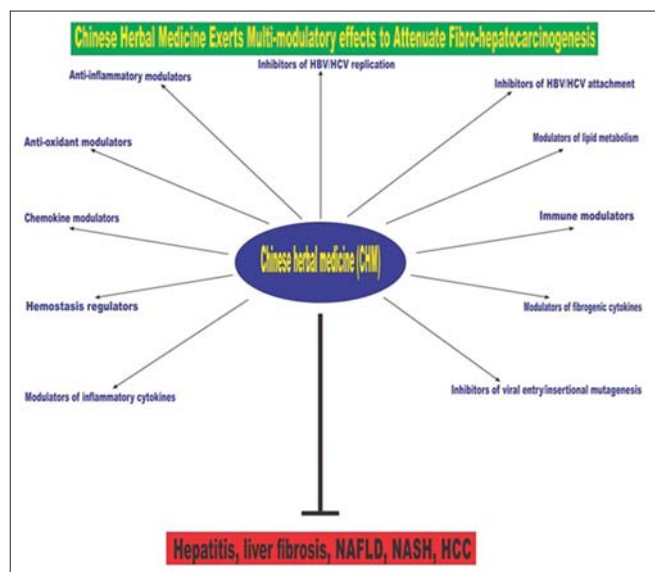 Chinese Herbal Medicine Exerts Multi-modulatory effects to Attenuate Fibro-hepatocarcinogenesis
Inhibitors of HBV/HCV replication
Anti-inflammatory modulators
Inhibitors of HBV/HCV attachment
Anti-oxidant modulators
Modulators of lipid metabolism
Chemokine modulators
Immune modulators
Chinese herbal medicine (CHM)
Hemostasis regulators
Modulators of fibrogenic cytokines
Modulators of inflammatory cytokines
Inhibitors of viral entry/insertional mutagenesis
Hepatitis, liver fibrosis, NAFLD, NASH, HCC